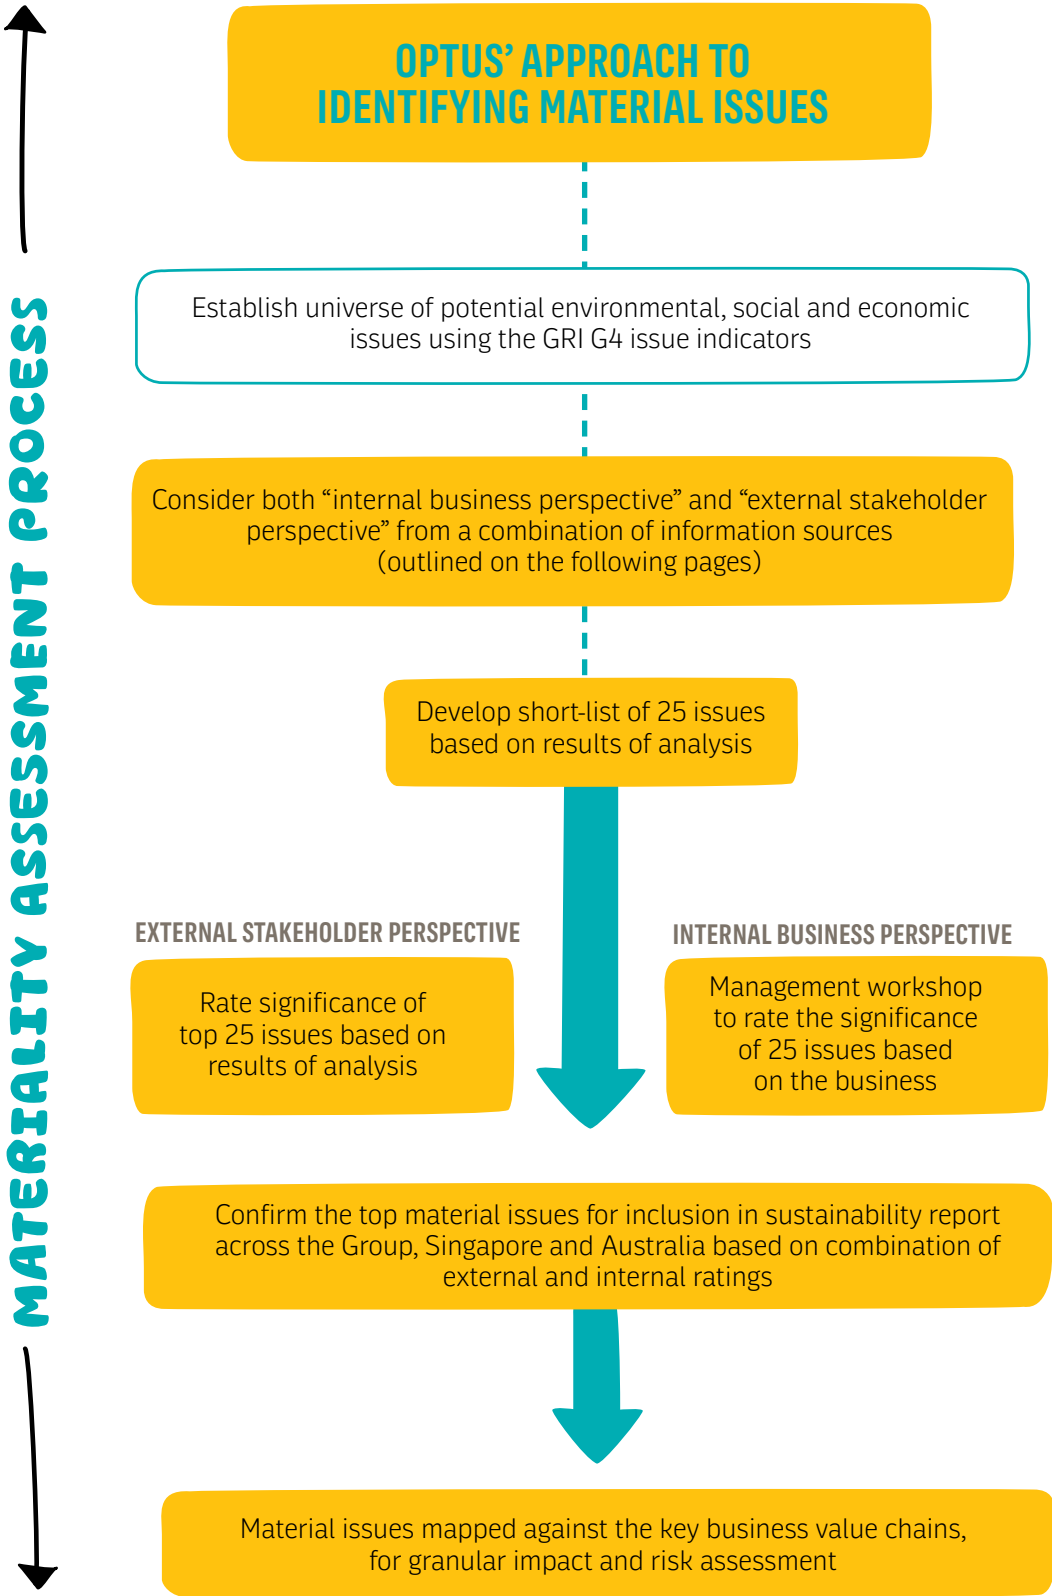 OPTUS’ APPROACH TO
IDENTIFYING MATERIAL ISSUES
MATERIALITY ASSESSMENT PROCESS
Establish universe of potential environmental, social and economic
issues using the GRI G4 issue indicators
Consider both “internal business perspective” and “external stakeholder
perspective” from a combination of information sources
(outlined on the following pages)
Develop short-list of 25 issues
based on results of analysis
EXTERNAL STAKEHOLDER PERSPECTIVE
Rate significance of
top 25 issues based on
results of analysis
INTERNAL BUSINESS PERSPECTIVE
Management workshop
to rate the significance
of 25 issues based
on the business
Confirm the top material issues for inclusion in sustainability report
across the Group, Singapore and Australia based on combination of
external and internal ratings
Material issues mapped against the key business value chains,
for granular impact and risk assessment